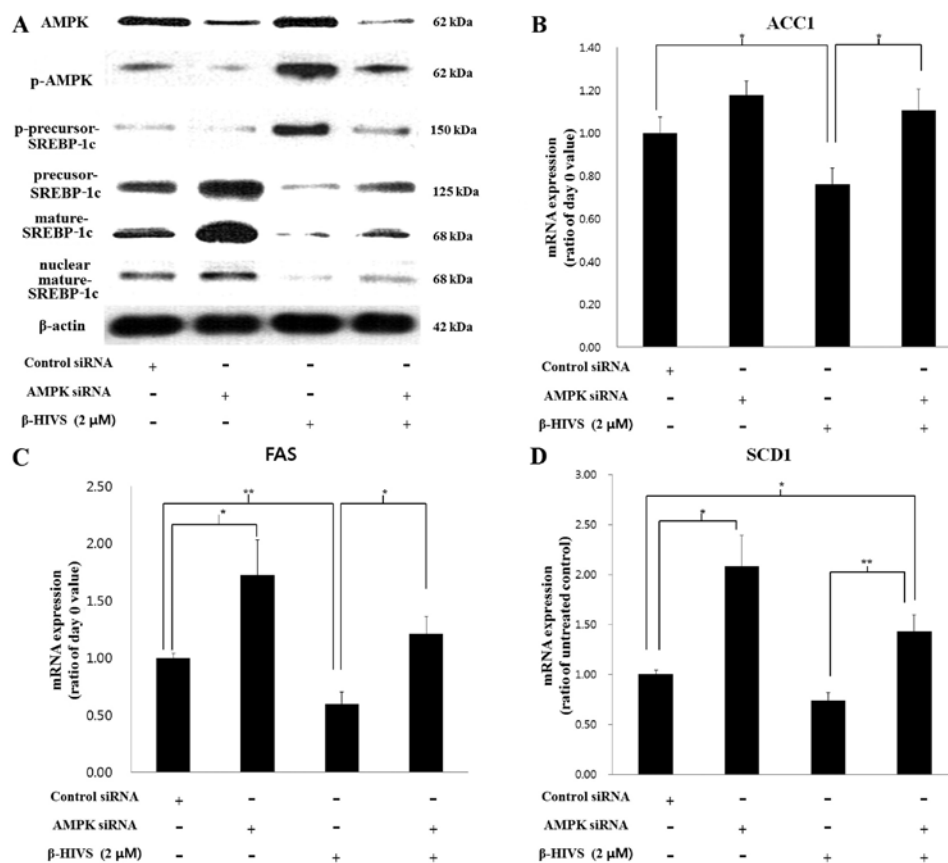 A
AMPK 62 kDa
p-AMPK 62 kDa
p-precursor-
SREBP-1c 150 kDa
precusor-
SREBP-1c 125 kDa
mature-
SREBP-1c 68 kDa
nuclear
mature-
SREBP-1c 68 kDa
β-actin 42 kDa
Control siRNA + - - -
AMPK siRNA - + - +
β-HIVS (2 μM) - - + +
B
ACC1
* *
mRNA expression
(ratio of day 0 value)
1.40
1.20
1.00
0.80
0.60
0.40
0.20
0.00
Control siRNA + - - -
AMPK siRNA - + - +
β-HIVS (2 μM) - - + +
C
FAS
** *
*
mRNA expression
(ratio of day 0 value)
2.50
2.00
1.50
1.00
0.50
0.00
Control siRNA + - - -
AMPK siRNA - + - +
β-HIVS (2 μM) - - + +
D
SCD1
*
*
**
mRNA expression
(ratio of untreated control)
3.00
2.50
2.00
1.50
1.00
0.50
0.00
Control siRNA + - - -
AMPK siRNA - + - +
β-HIVS (2 μM) - - + +